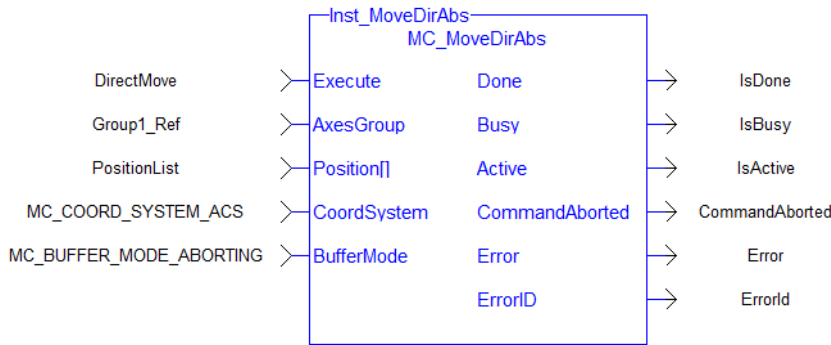 Inst_MoveDirAbs
MC_MoveDirAbs
DirectMove Execute Done IsDone
Group1_Ref AxesGroup Busy IsBusy
PositionList Position[] Active IsActive
MC_COORD_SYSTEM_ACS CoordSystem CommandAborted CommandAborted
MC_BUFFER_MODE_ABORTING BufferMode Error Error
ErrorID ErrorId